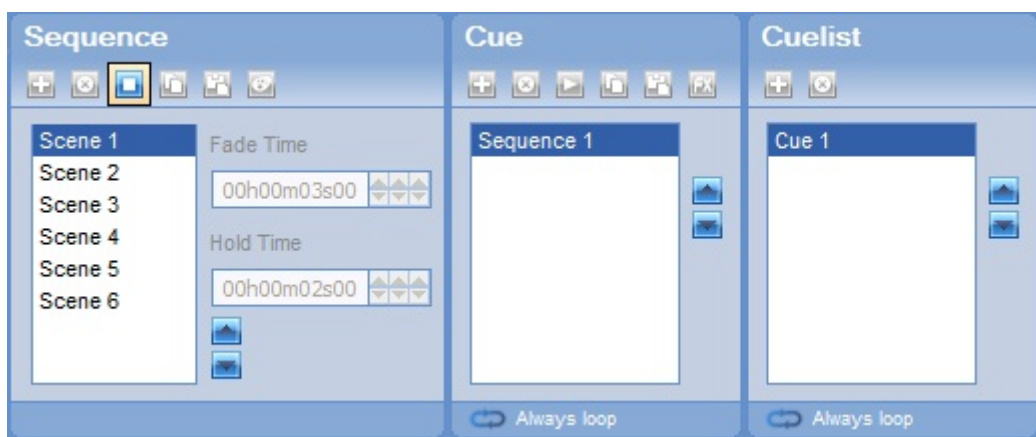 Sequence
Scene 1
Scene 2
Scene 3
Scene 4
Scene 5
Scene 6
Fade Time
00h00m03s00
Hold Time
00h00m02s00
Cue
FX
Sequence 1
Always loop
Cuelist
Cue 1
Always loop